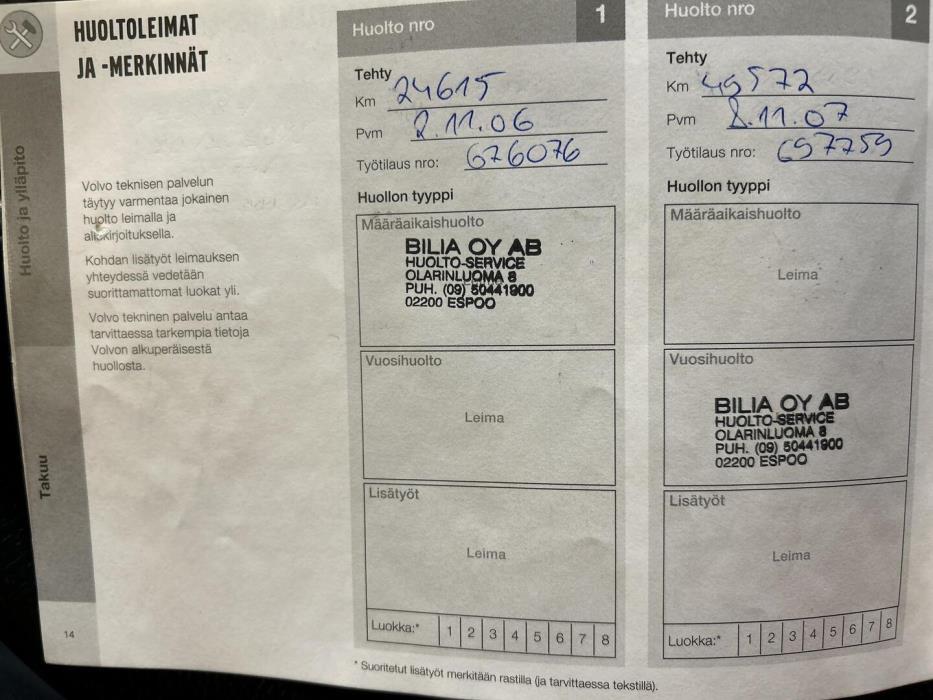 HUOLTOLEIMAT
JA -MERKINNÄT
Huolto ja ylläpito
Takuu
Volvo teknisen palvelun
täytyy varmentaa jokainen
huolto leimalla ja
allekirjoituksella.
Kohdan lisätyöt leimauksen
yhteydessä vedetään
suorittamattomat luokat yli.
Volvo tekninen palvelu antaa
tarvittaessa tarkempia tietoja
Volvon alkuperäisestä
huollosta.
14
Huolto nro 1
Tehty
Km 24615
Pvm 2.11.06
Työtilaus nro: 676076
Huollon tyyppi
Määräaikaishuolto
BILIA OY AB
HUOLTO-SERVICE
OLARINLUOMA 8
PUH. (09) 50441900
02200 ESPOO
Vuosihuolto
Leima
Lisätyöt
Leima
Luokka:* 1 2 3 4 5 6 7 8
Huolto nro 2
Tehty
Km 49572
Pvm 8.11.07
Työtilaus nro: 697759
Huollon tyyppi
Määräaikaishuolto
Leima
Vuosihuolto
BILIA OY AB
HUOLTO-SERVICE
OLARINLUOMA 8
PUH. (09) 50441900
02200 ESPOO
Lisätyöt
Leima
Luokka:* 1 2 3 4 5 6 7 8
* Suoritetut lisätyöt merkitään rastilla (ja tarvittaessa tekstillä).